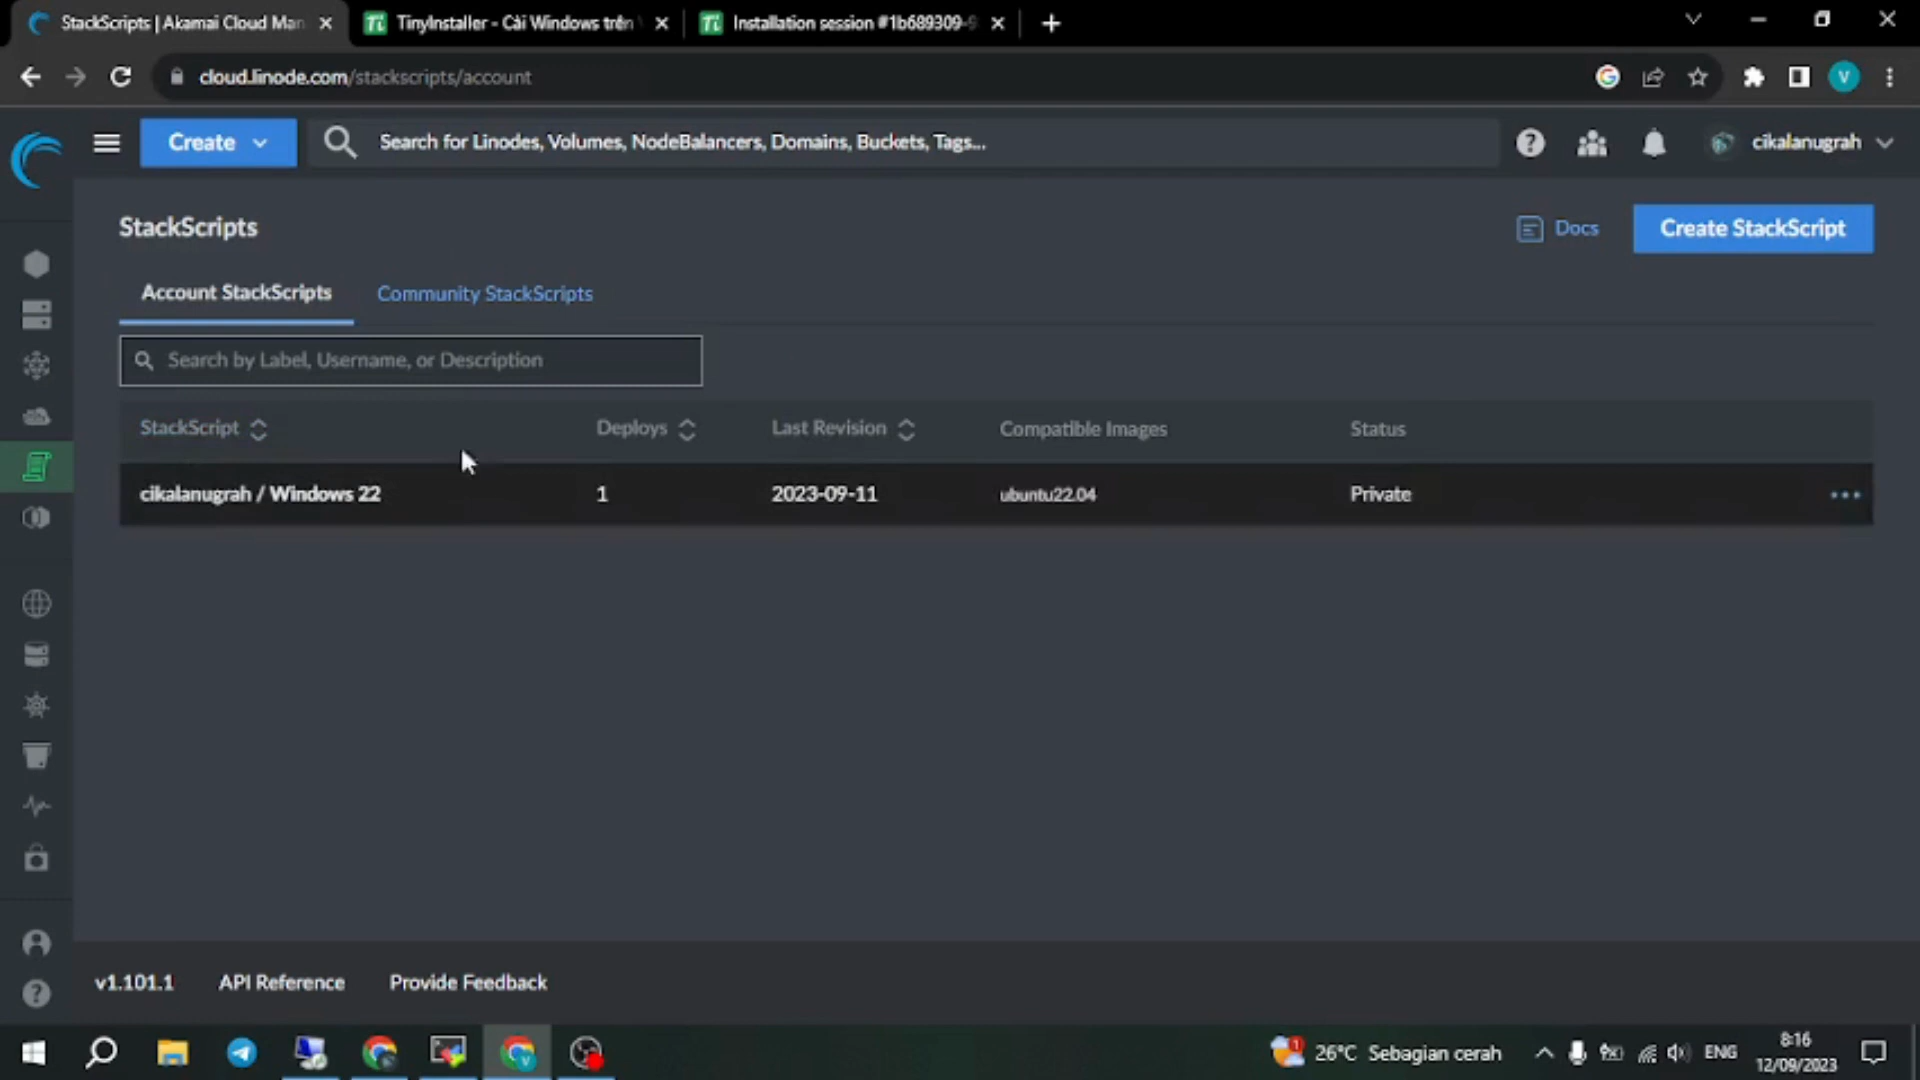 StackScripts | Akamai Cloud Man
TinyInstaller - Cài Windows trên
Installation session #1b689309-9
cloud.linode.com/stackscripts/account
V
Create
Search for Linodes, Volumes, NodeBalancers, Domains, Buckets, Tags...
cikalanugrah
StackScripts
Docs
Create StackScript
Account StackScripts
Community StackScripts
Search by Label, Username, or Description
StackScript
Deploys
Last Revision
Compatible Images
Status
cikalanugrah / Windows 22
1
2023-09-11
ubuntu22.04
Private
v1.101.1
API Reference
Provide Feedback
1
26°C Sebagian cerah
ENG
8:16
12/09/2023